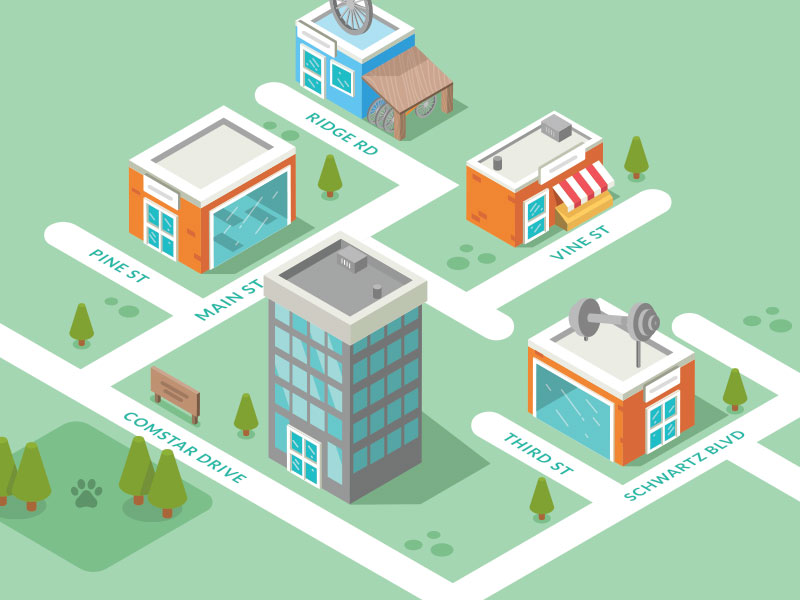 RIDGE RD
VINE ST
PINE ST
MAIN ST
COMSTAR DRIVE
THIRD ST
SCHWARTZ BLVD